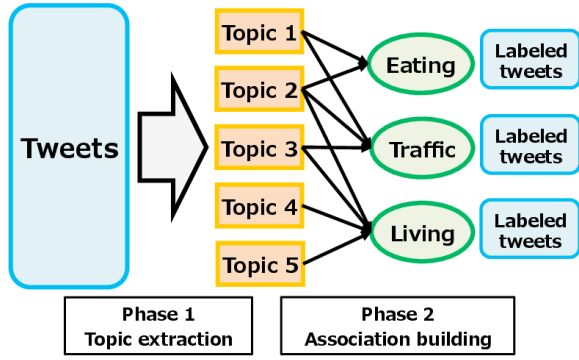 Tweets
Topic 1
Topic 2
Topic 3
Topic 4
Topic 5
Eating
Traffic
Living
Labeled
tweets
Labeled
tweets
Labeled
tweets
Phase 1
Topic extraction
Phase 2
Association building